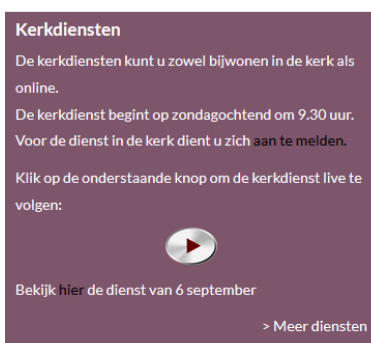 Kerkdiensten
De kerkdiensten kunt u zowel bijwonen in de kerk als
online.
De kerkdienst begint op zondagochtend om 9.30 uur.
Voor de dienst in de kerk dient u zich aan te melden.
Klik op de onderstaande knop om de kerkdienst live te
volgen:
Bekijk hier de dienst van 6 september
> Meer diensten